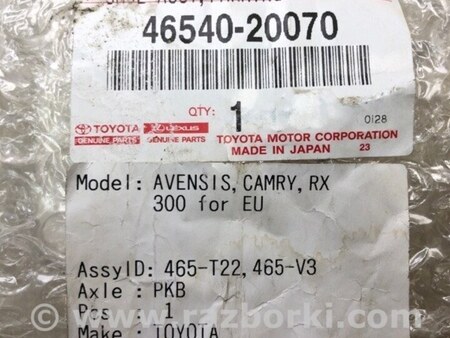 46540-20070
QTY: 1
0128
TOYOTA LEXUS
GENUINE PARTS GENUINE PARTS
TOYOTA MOTOR CORPORATION
MADE IN JAPAN 23
Model: AVENSIS, CAMRY, RX
300 for EU
AssyID: 465-T22, 465-V3
Axle : PKB
Pcs : 1
Make : TOYOTA
© www.razborki.com